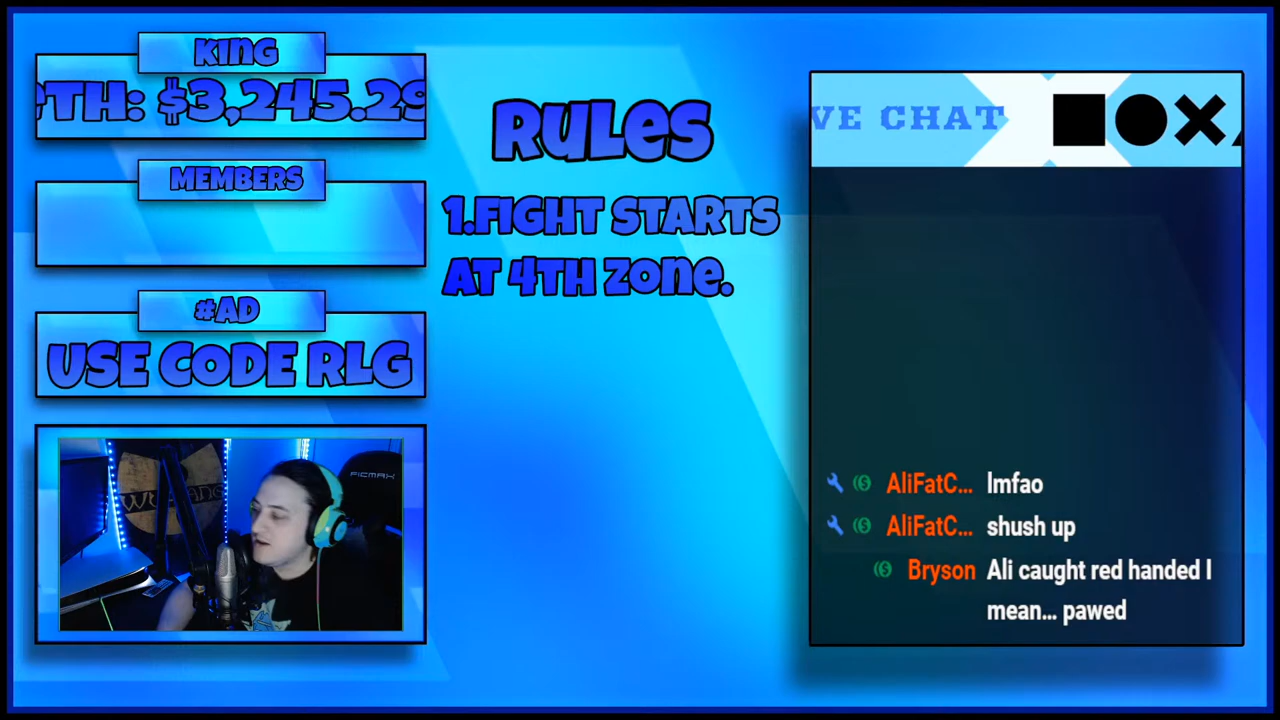 KING
TH: $3,245.29
MEMBERS
#AD
USE CODE RLG
PICMAX
RULES
1.FIGHT STARTS
AT 4TH ZONE.
VE CHAT
AliFatC... lmfao
AliFatC... shush up
Bryson Ali caught red handed I
mean... pawed